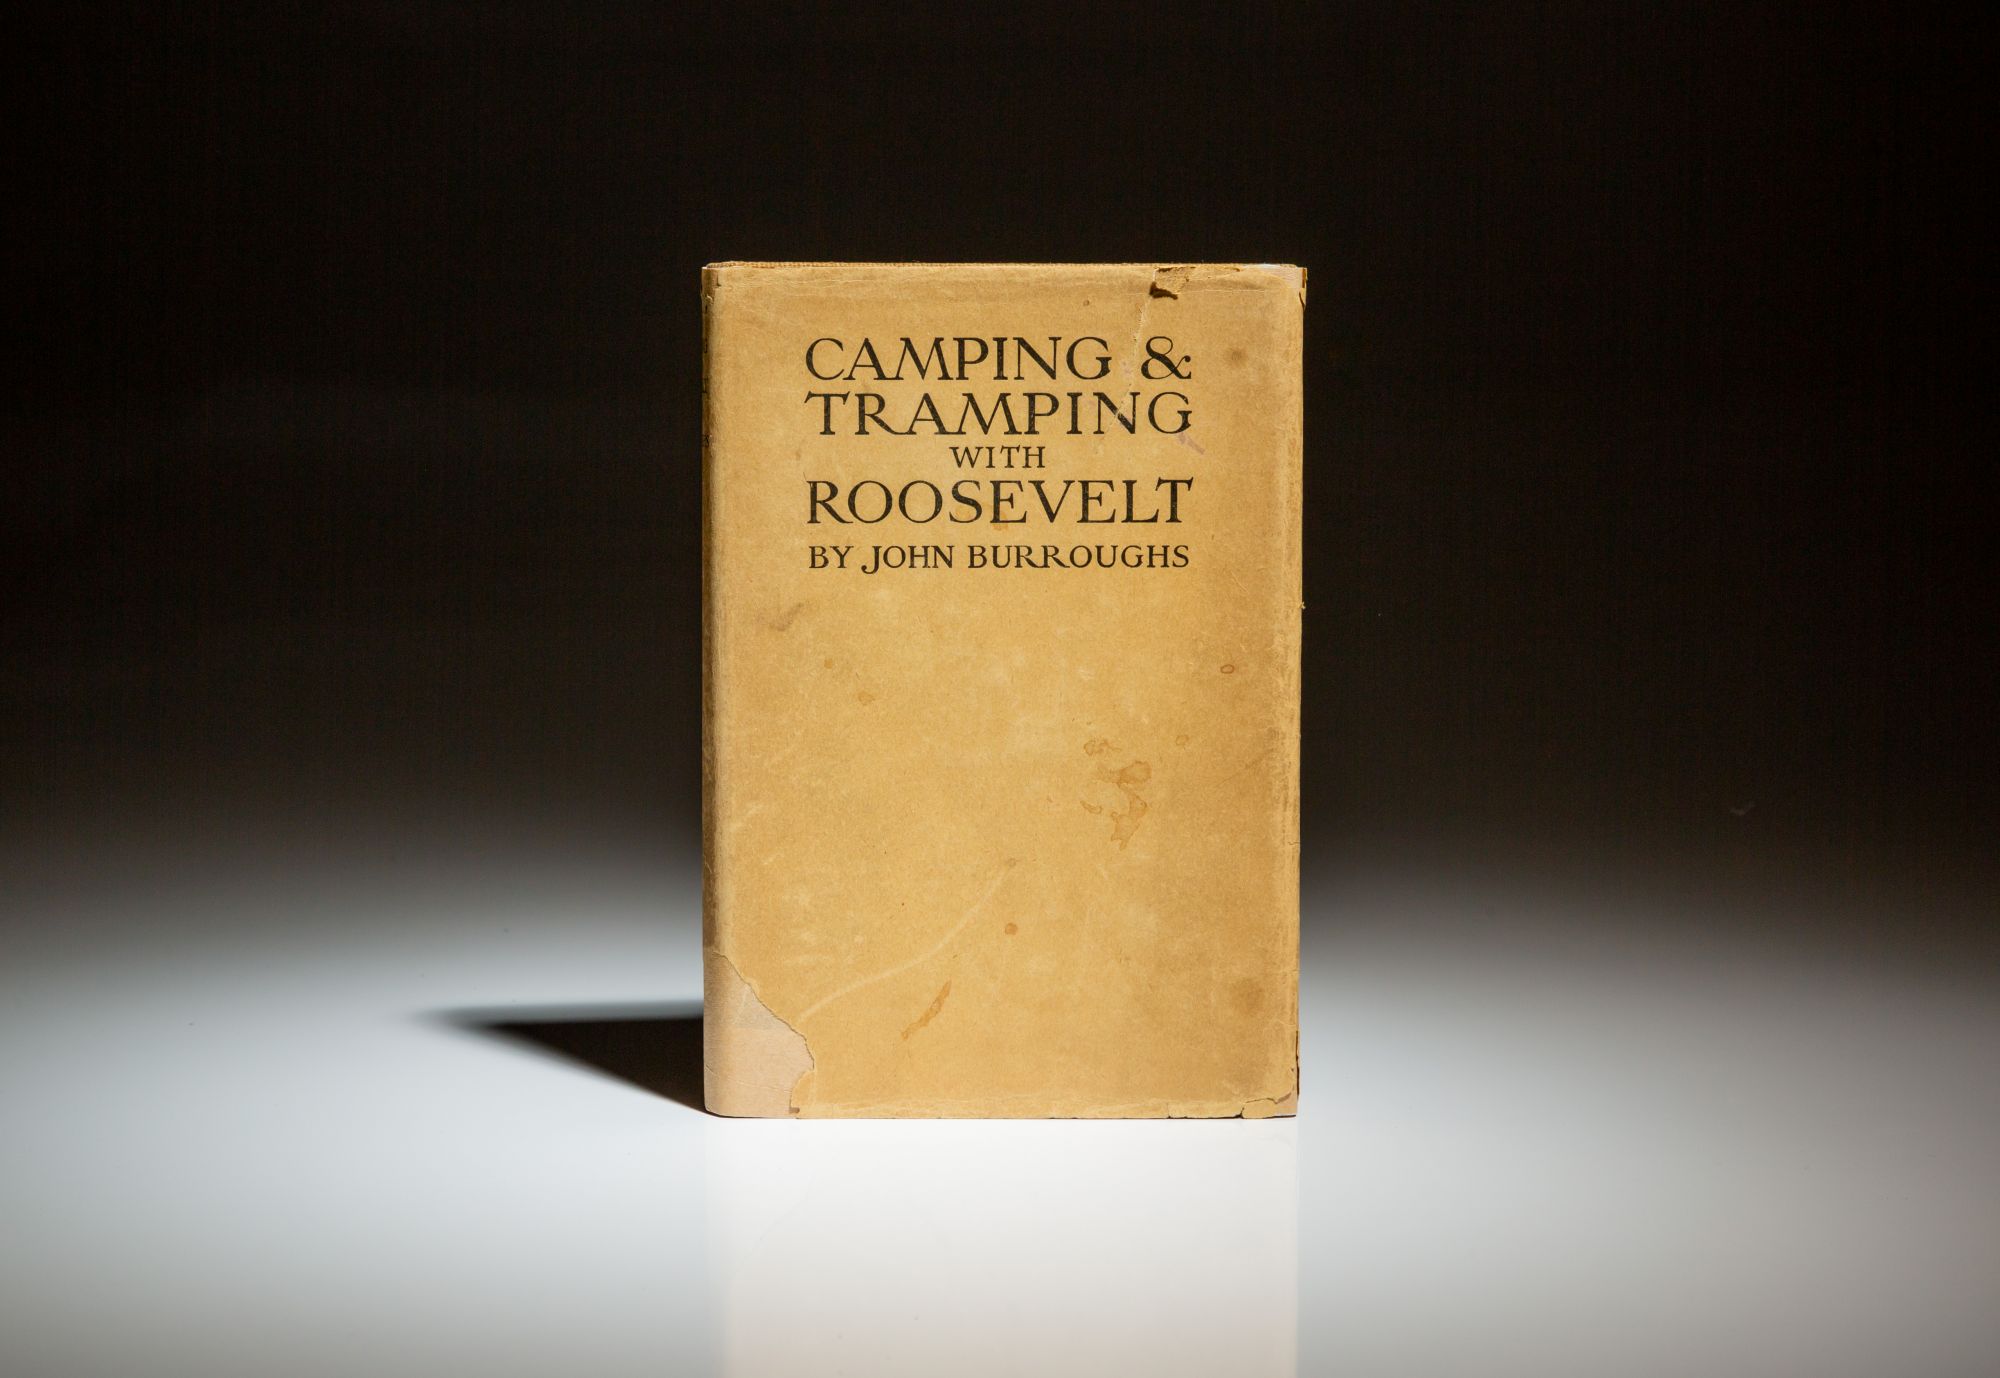 CAMPING &
TRAMPING
WITH
ROOSEVELT
BY JOHN BURROUGHS